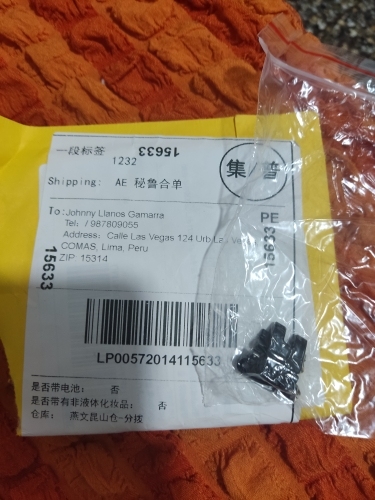 一段标签
1232
15633
集/普
Shipping: AE 秘鲁合单
To:Johnny Llanos Gamarra
Tel: / 987809055
Address: Calle Las Vegas 124 Urb Las
COMAS, Lima, Peru
ZIP 15314
PE
15633
15633
LP00572014115633
是否带电池: 否
是否带有非液体化妆品: 否
仓库: 燕文昆山仓-分拨